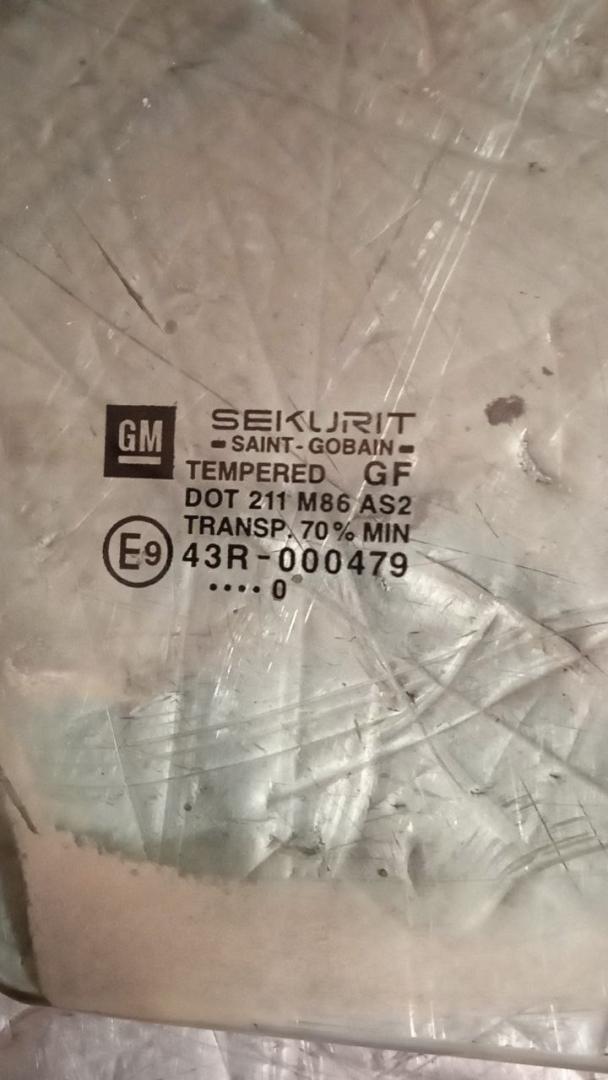 GM
SEKURIT
SAINT-GOBAIN
TEMPERED GF
DOT 211 M86 AS2
TRANSP. 70% MIN
E9 43R-000479
.... 0